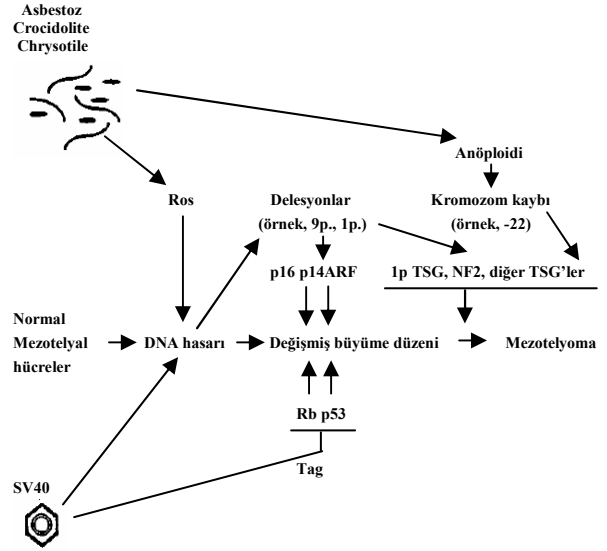 Asbestoz
Crocidolite
Chrysotile
Anöploidi
Ros
Delesyonlar
(örnek, 9p., 1p.)
Kromozom kaybı
(örnek, -22)
p16 p14ARF
1p TSG, NF2, diğer TSG'ler
Normal
Mezotelyal
hücreler
DNA hasarı
Değişmiş büyüme düzeni
Mezotelyoma
Rb p53
Tag
SV40